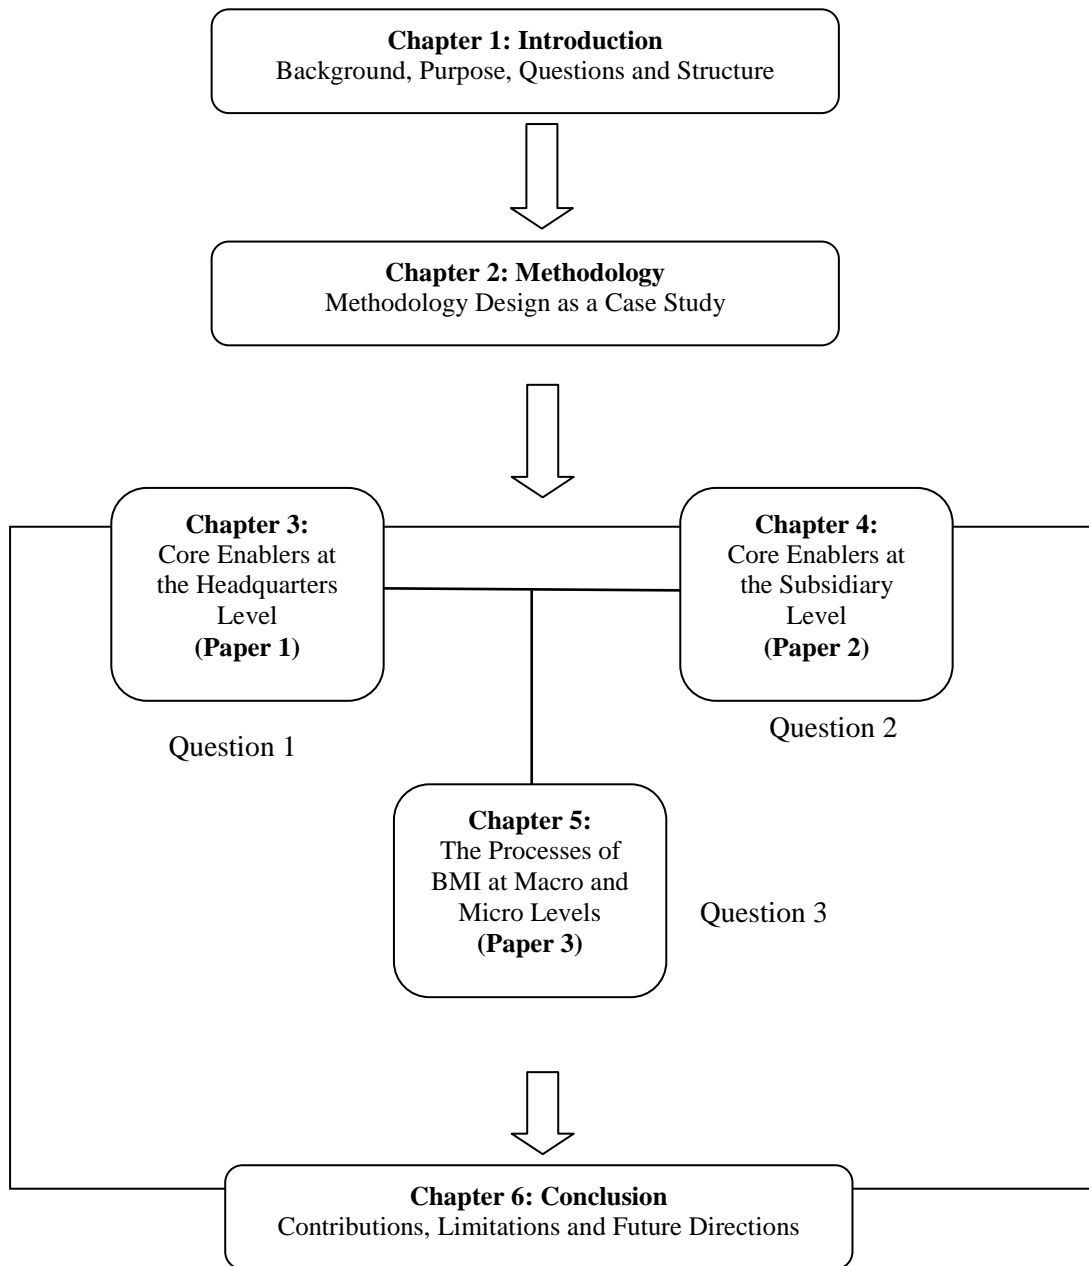 Chapter 1: Introduction
Background, Purpose, Questions and Structure
Chapter 2: Methodology
Methodology Design as a Case Study
Chapter 3:
Core Enablers at
the Headquarters
Level
(Paper 1)
Chapter 4:
Core Enablers at
the Subsidiary
Level
(Paper 2)
Question 1
Question 2
Chapter 5:
The Processes of
BMI at Macro and
Micro Levels
(Paper 3)
Question 3
Chapter 6: Conclusion
Contributions, Limitations and Future Directions